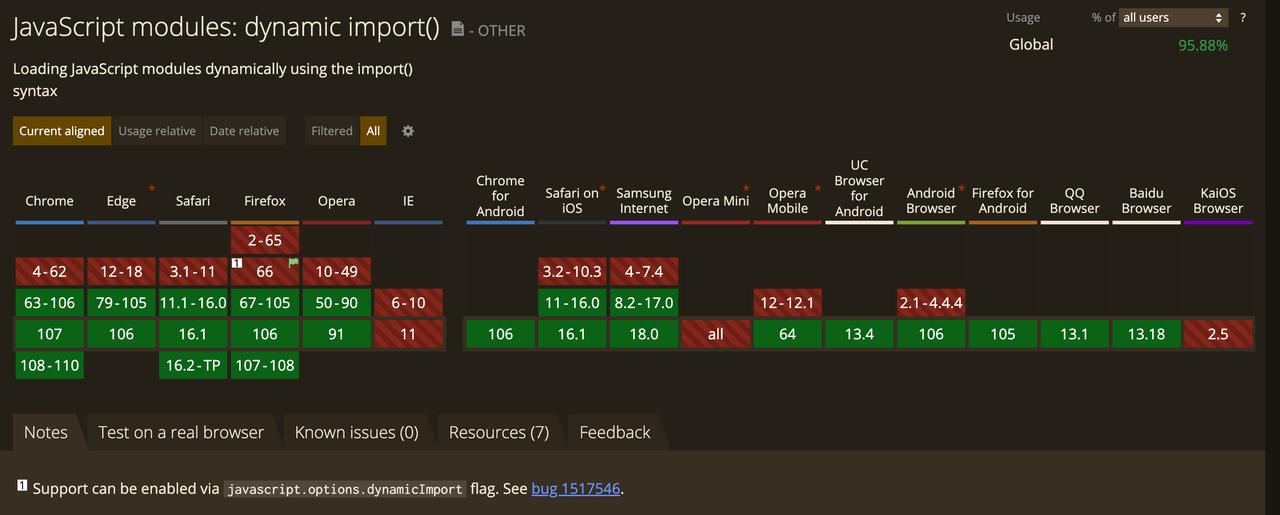 JavaScript modules: dynamic import() - OTHER
Usage % of all users ?
Global 95.88%
Loading JavaScript modules dynamically using the import()
syntax
Current aligned Usage relative Date relative Filtered All
Chrome Edge * Safari Firefox Opera IE Chrome for Android Safari on iOS * Samsung Internet Opera Mini * Opera Mobile * UC Browser for Android Android Browser * Firefox for Android QQ Browser Baidu Browser KaiOS Browser
2-65
4-62 12-18 3.1-11 1 66 10-49 3.2-10.3 4-7.4
63-106 79-105 11.1-16.0 67-105 50-90 6-10 11-16.0 8.2-17.0 12-12.1 2.1-4.4.4
107 106 16.1 106 91 11 106 16.1 18.0 all 64 13.4 106 105 13.1 13.18 2.5
108-110 16.2-TP 107-108
Notes Test on a real browser Known issues (0) Resources (7) Feedback
1 Support can be enabled via javascript.options.dynamicImport flag. See bug 1517546.